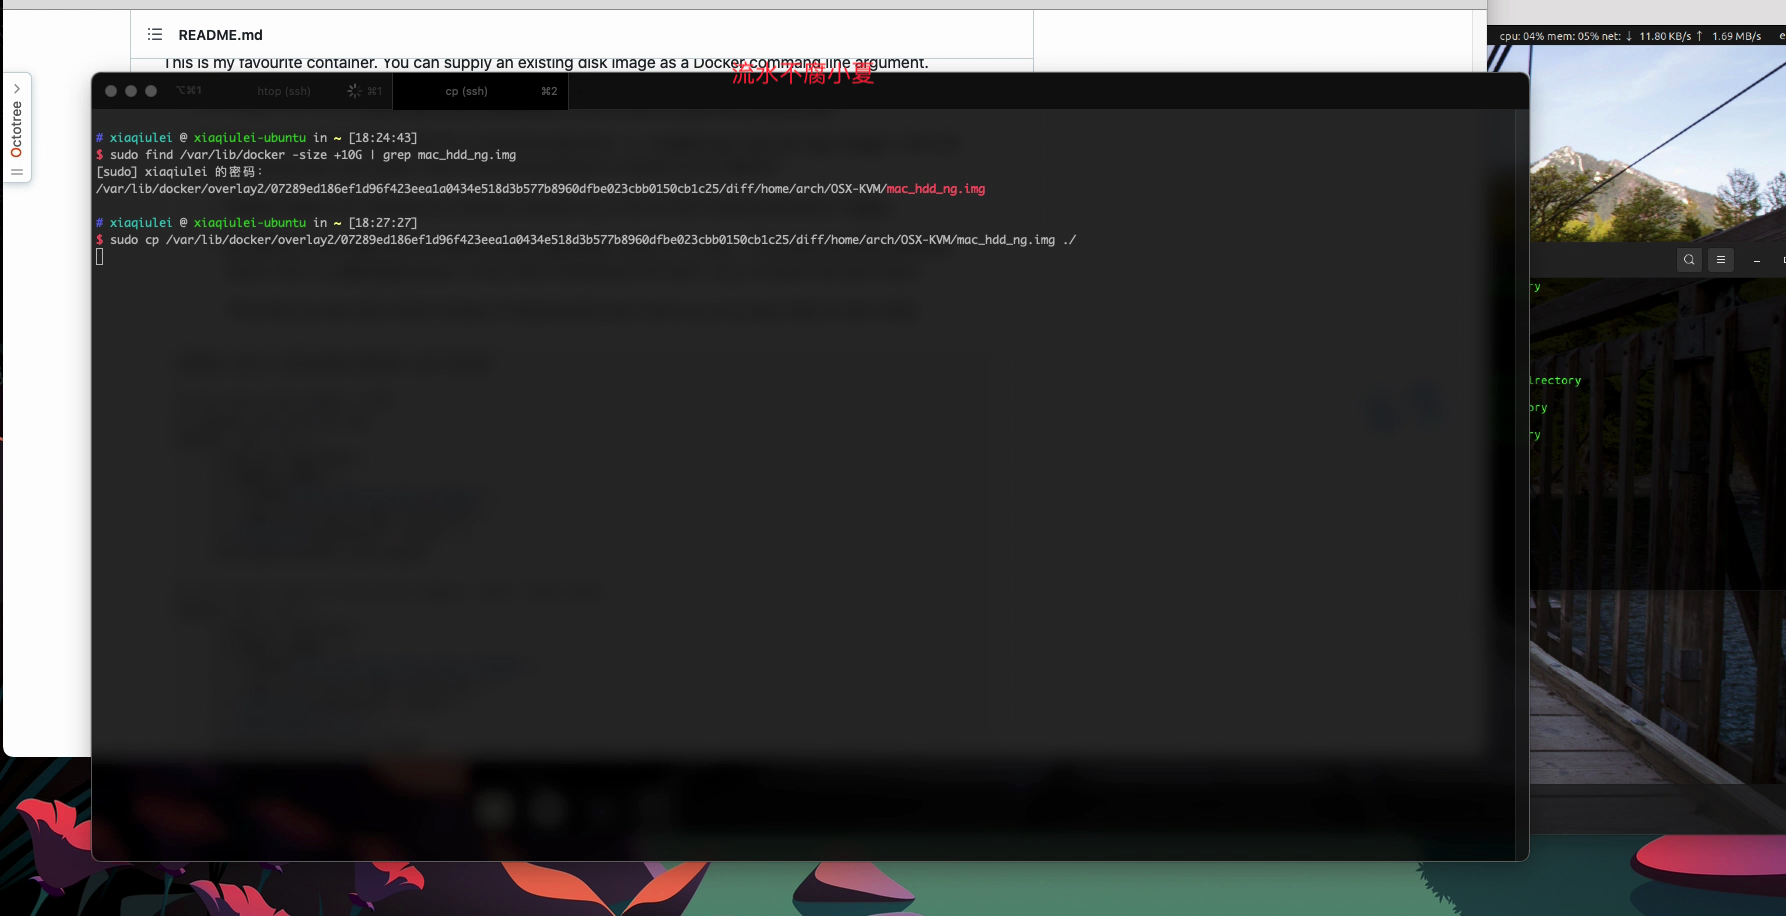 README.md
This is my favourite container. You can supply an existing disk image as a Docker command line argument.
流水不腐小夏
cpu: 04% mem: 05% net: ↓ 11.80 KB/s ↑ 1.69 MB/s
Octotree
⌥⌘1
htop (ssh) ⌘1
cp (ssh) ⌘2
# xiaqiulei @ xiaqiulei-ubuntu in ~ [18:24:43]
$ sudo find /var/lib/docker -size +10G | grep mac_hdd_ng.img
[sudo] xiaqiulei 的密码：
/var/lib/docker/overlay2/07289ed186ef1d96f423eea1a0434e518d3b577b8960dfbe023cbb0150cb1c25/diff/home/arch/OSX-KVM/mac_hdd_ng.img
# xiaqiulei @ xiaqiulei-ubuntu in ~ [18:27:27]
$ sudo cp /var/lib/docker/overlay2/07289ed186ef1d96f423eea1a0434e518d3b577b8960dfbe023cbb0150cb1c25/diff/home/arch/OSX-KVM/mac_hdd_ng.img ./
ry
irectory
ory
ry